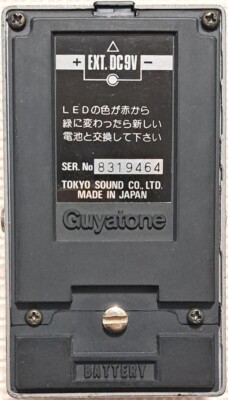 + EXT. DC 9V −
LEDの色が赤から
緑に変わったら新しい
電池と交換して下さい
SER. No 8319464
TOKYO SOUND CO., LTD.
MADE IN JAPAN
Guyatone
BATTERY